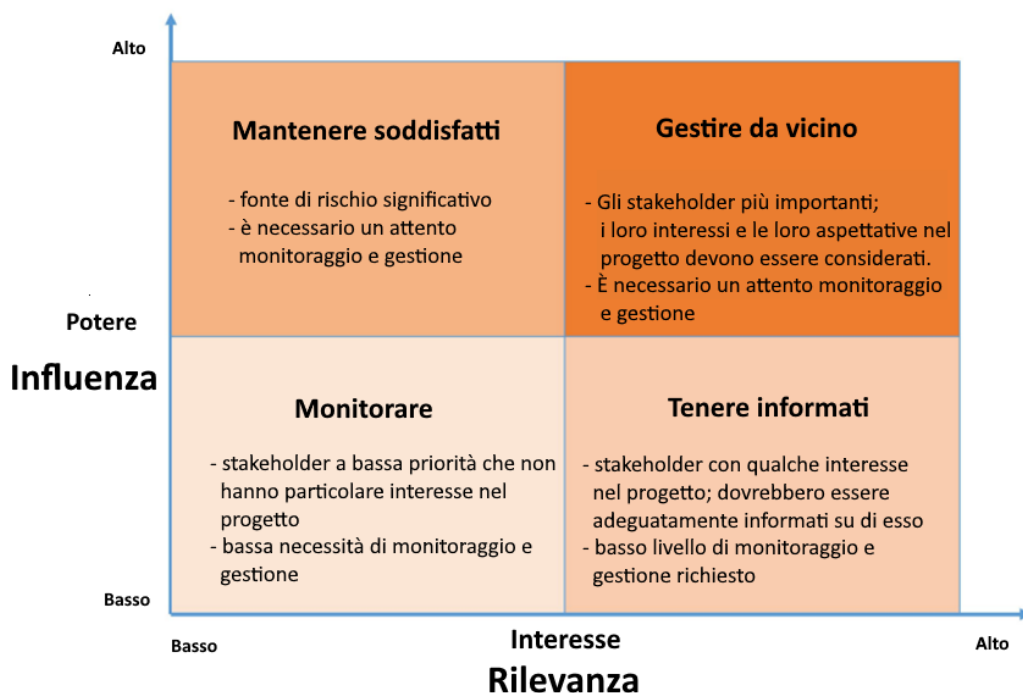 Alto
Mantenere soddisfatti
- fonte di rischio significativo
- è necessario un attento
monitoraggio e gestione
Gestire da vicino
- Gli stakeholder più importanti;
i loro interessi e le loro aspettative nel
progetto devono essere considerati.
- È necessario un attento monitoraggio
e gestione
Potere
Influenza
Monitorare
- stakeholder a bassa priorità che non
hanno particolare interesse nel
progetto
- bassa necessità di monitoraggio e
gestione
Tenere informati
- stakeholder con qualche interesse
nel progetto; dovrebbero essere
adeguatamente informati su di esso
- basso livello di monitoraggio e
gestione richiesto
Basso
Basso
Interesse
Alto
Rilevanza